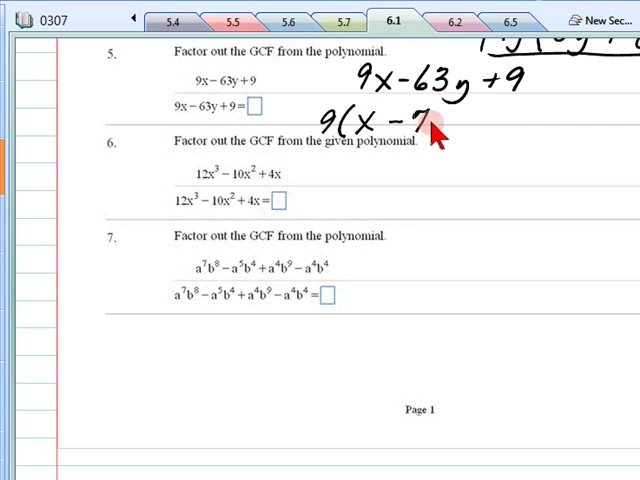 0307
5.4 5.5 5.6 5.7 6.1 6.2 6.5 New Sec
5. Factor out the GCF from the polynomial.
9x − 63y + 9
9x − 63y + 9
9x − 63y + 9 =
9(x − 7
6. Factor out the GCF from the given polynomial.
12x³ − 10x² + 4x
12x³ − 10x² + 4x =
7. Factor out the GCF from the polynomial.
a⁷b⁸ − a⁵b⁴ + a⁴b⁹ − a⁴b⁴
a⁷b⁸ − a⁵b⁴ + a⁴b⁹ − a⁴b⁴ =
Page 1